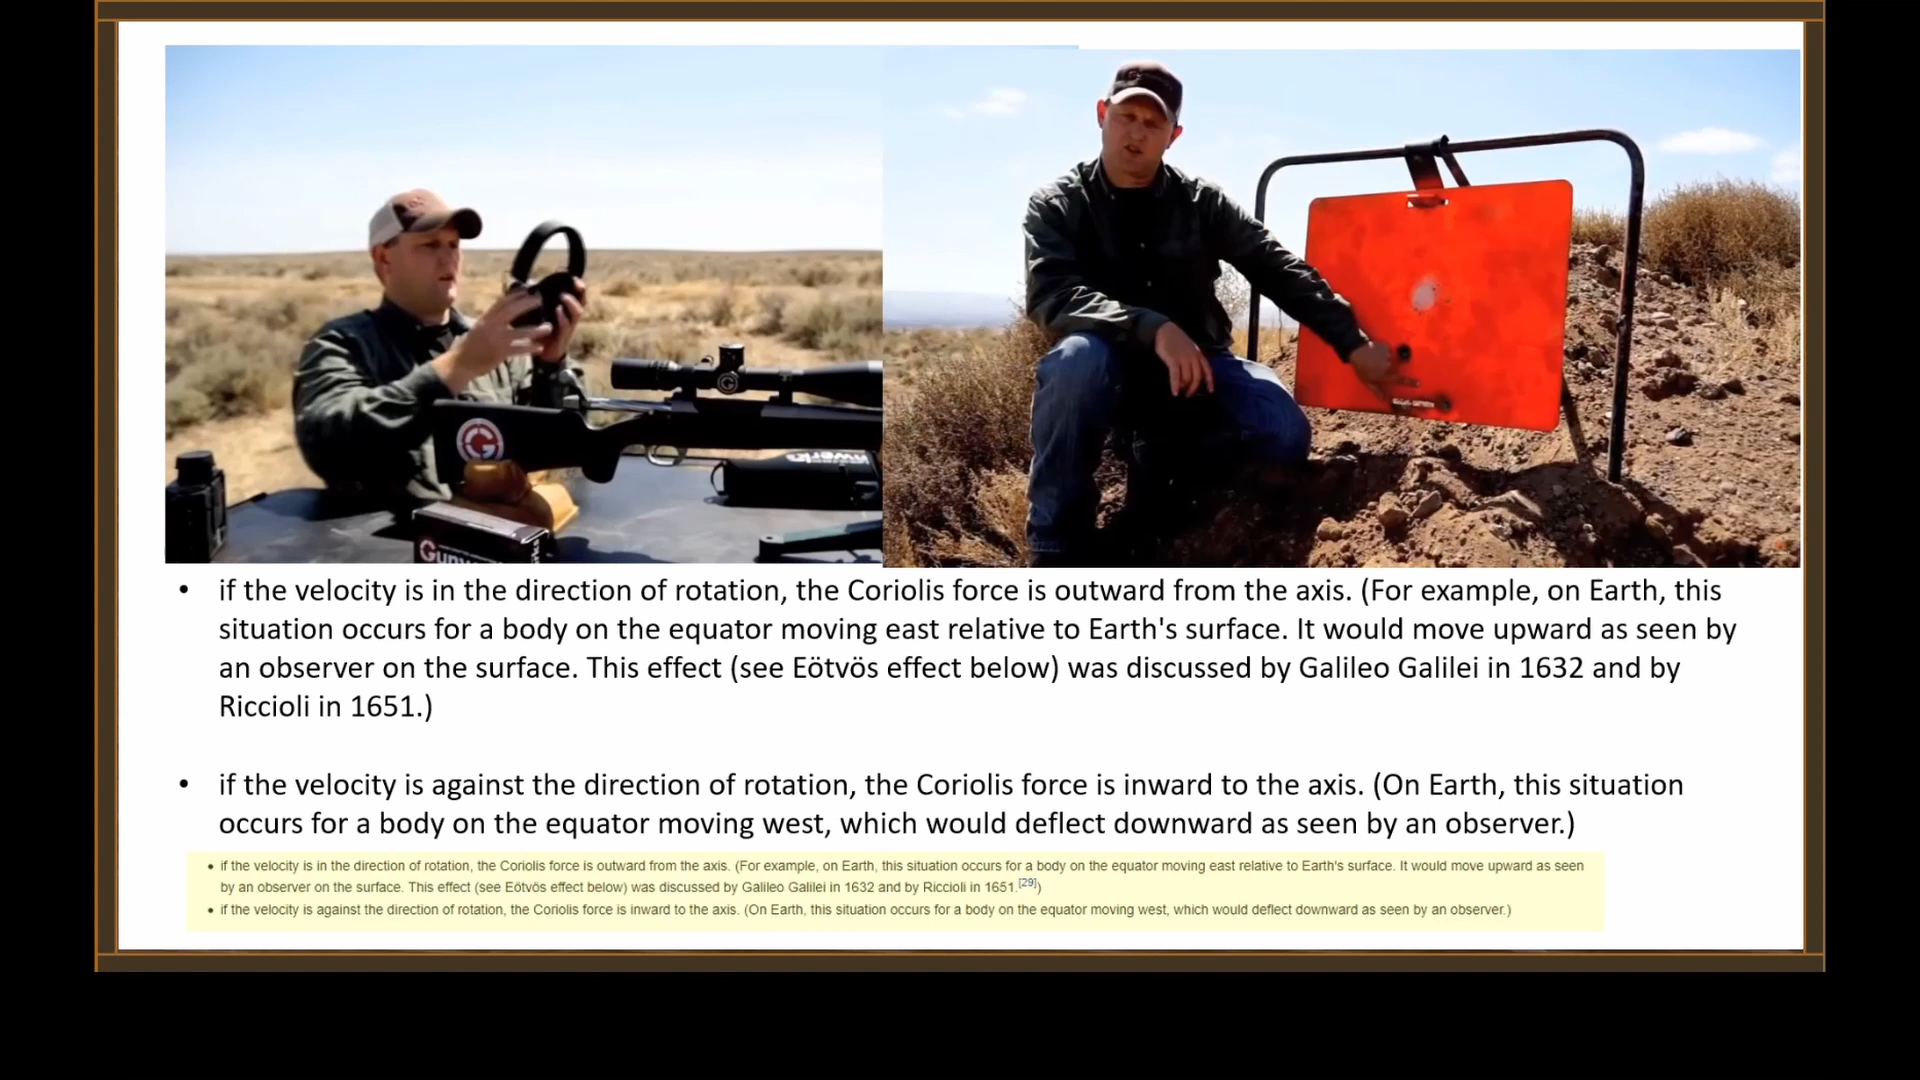 G
Gunwerks
• if the velocity is in the direction of rotation, the Coriolis force is outward from the axis. (For example, on Earth, this
situation occurs for a body on the equator moving east relative to Earth's surface. It would move upward as seen by
an observer on the surface. This effect (see Eötvös effect below) was discussed by Galileo Galilei in 1632 and by
Riccioli in 1651.)
• if the velocity is against the direction of rotation, the Coriolis force is inward to the axis. (On Earth, this situation
occurs for a body on the equator moving west, which would deflect downward as seen by an observer.)
• if the velocity is in the direction of rotation, the Coriolis force is outward from the axis. (For example, on Earth, this situation occurs for a body on the equator moving east relative to Earth's surface. It would move upward as seen
by an observer on the surface. This effect (see Eötvös effect below) was discussed by Galileo Galilei in 1632 and by Riccioli in 1651.[29])
• if the velocity is against the direction of rotation, the Coriolis force is inward to the axis. (On Earth, this situation occurs for a body on the equator moving west, which would deflect downward as seen by an observer.)